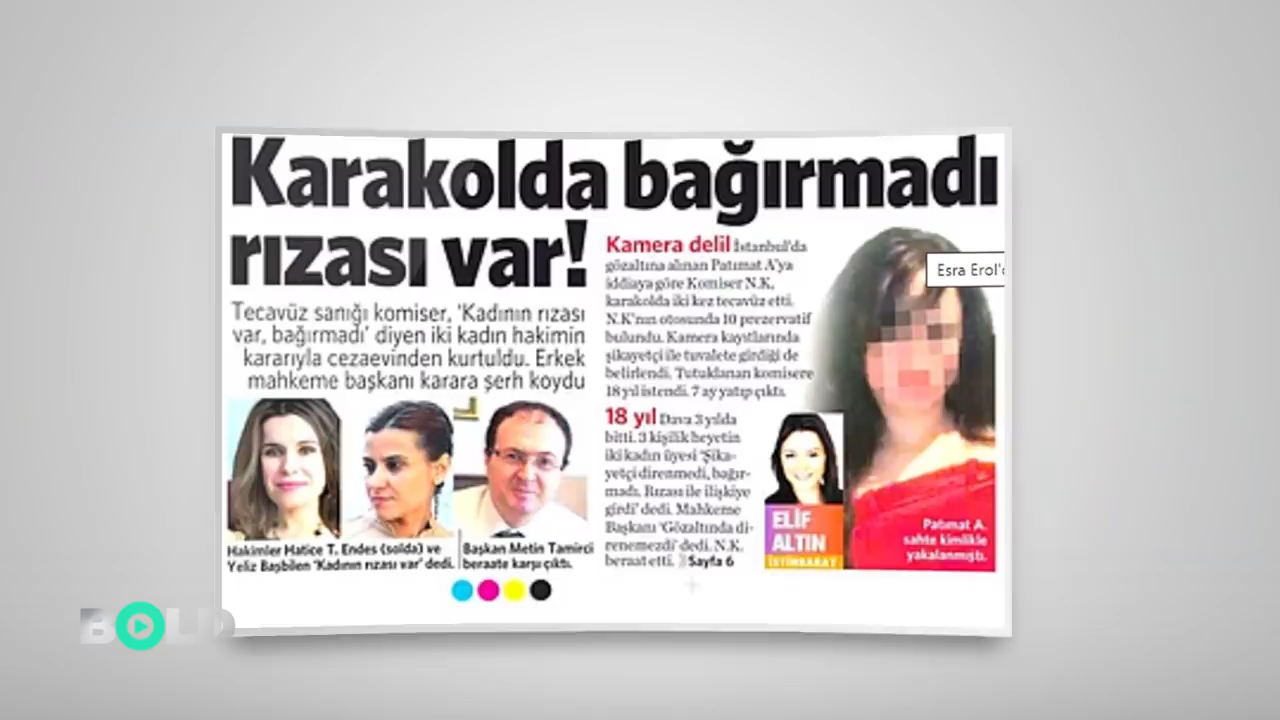 Karakolda bağırmadı
rızası var!
Tecavüz sanığı komiser, 'Kadının rızası
var, bağırmadı' diyen iki kadın hakimin
kararıyla cezaevinden kurtuldu. Erkek
mahkeme başkanı karara şerh koydu
Hakimler Hatice T. Endes (solda) ve
Yeliz Başbilen 'Kadının rızası var' dedi.
Başkan Metin Tamirci
beraate karşı çıktı.
Kamera delil İstanbul'da
gözaltına alınan Patımat A'ya
iddiaya göre Komiser N.K,
karakolda iki kez tecavüz etti.
N.K'nın otosunda 10 prezervatif
bulundu. Kamera kayıtlarında
şikayetçi ile tuvalete girdiği de
belirlendi. Tutuklanan komisere
18 yıl istendi. 7 ay yatıp çıktı.
18 yıl Dava 3 yılda
bitti. 3 kişilik heyetin
iki kadın üyesi 'Şika-
yetçi direnmedi, bağır-
madı. Rızası ile ilişkiye
girdi' dedi. Mahkeme
Başkanı 'Gözaltında di-
renemezdi' dedi. N.K.
beraat etti. Sayfa 6
ELİF
ALTIN
İSTİHBARAT
Esra Erol'
Patımat A.
sahte kimlikle
yakalanmıştı.
BOLD